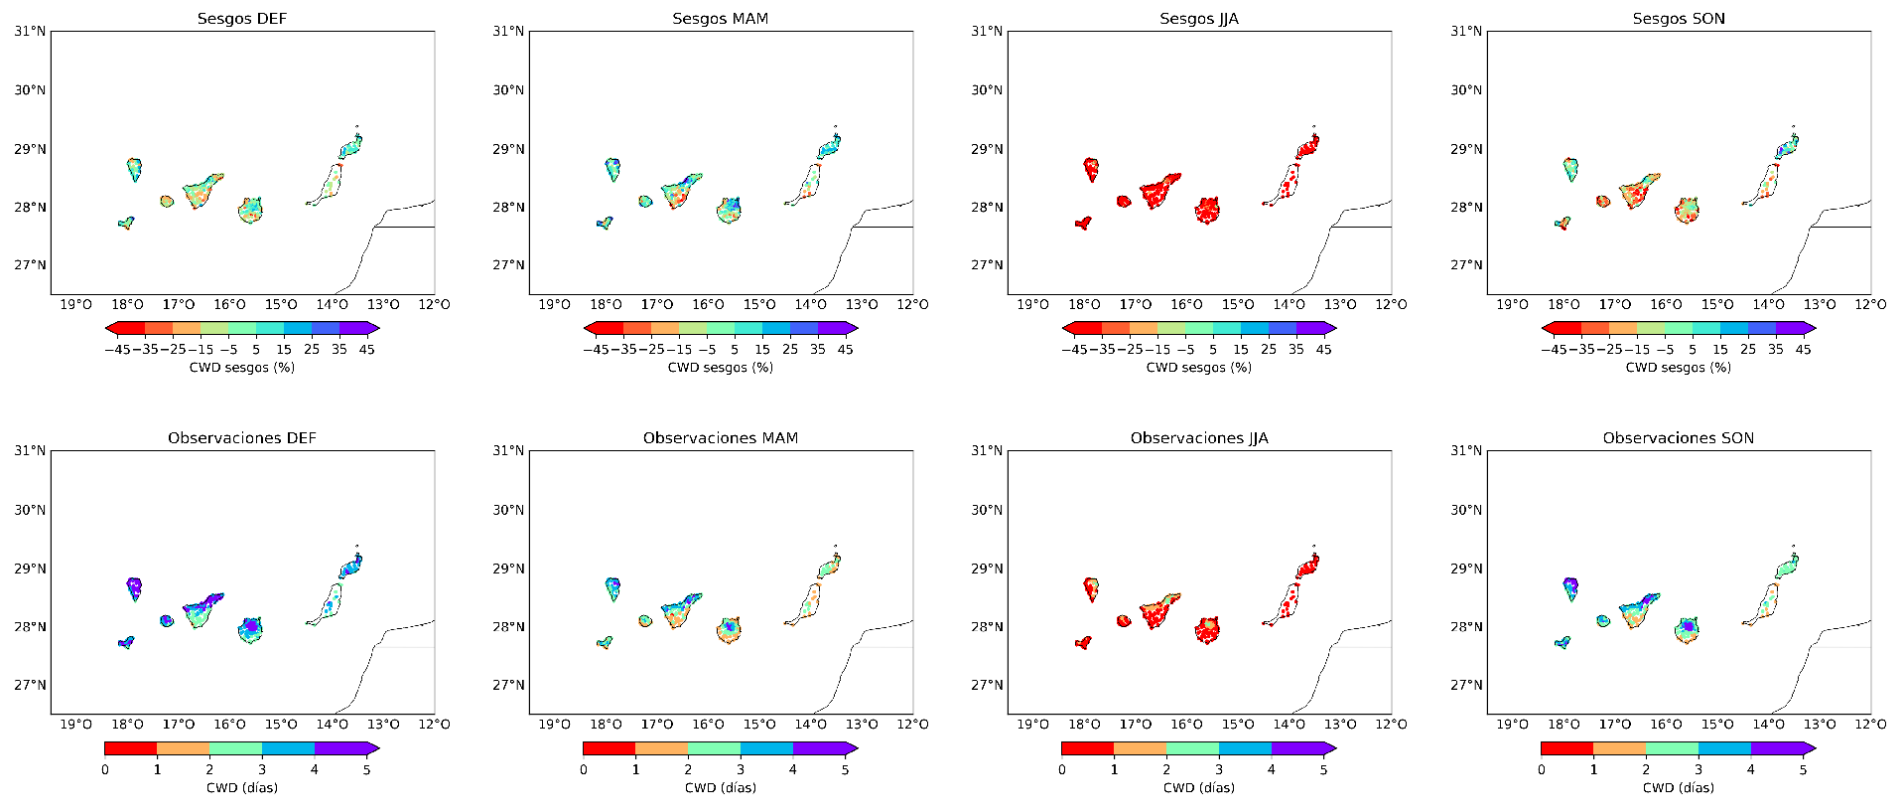 Sesgos DEF
31°N
30°N
29°N
28°N
27°N
19°O 18°O 17°O 16°O 15°O 14°O 13°O 12°O
−45−35−25−15 −5 5 15 25 35 45
CWD sesgos (%)
Sesgos MAM
31°N
30°N
29°N
28°N
27°N
19°O 18°O 17°O 16°O 15°O 14°O 13°O 12°O
−45−35−25−15 −5 5 15 25 35 45
CWD sesgos (%)
Sesgos JJA
31°N
30°N
29°N
28°N
27°N
19°O 18°O 17°O 16°O 15°O 14°O 13°O 12°O
−45−35−25−15 −5 5 15 25 35 45
CWD sesgos (%)
Sesgos SON
31°N
30°N
29°N
28°N
27°N
19°O 18°O 17°O 16°O 15°O 14°O 13°O 12°O
−45−35−25−15 −5 5 15 25 35 45
CWD sesgos (%)
Observaciones DEF
31°N
30°N
29°N
28°N
27°N
19°O 18°O 17°O 16°O 15°O 14°O 13°O 12°O
0 1 2 3 4 5
CWD (días)
Observaciones MAM
31°N
30°N
29°N
28°N
27°N
19°O 18°O 17°O 16°O 15°O 14°O 13°O 12°O
0 1 2 3 4 5
CWD (días)
Observaciones JJA
31°N
30°N
29°N
28°N
27°N
19°O 18°O 17°O 16°O 15°O 14°O 13°O 12°O
0 1 2 3 4 5
CWD (días)
Observaciones SON
31°N
30°N
29°N
28°N
27°N
19°O 18°O 17°O 16°O 15°O 14°O 13°O 12°O
0 1 2 3 4 5
CWD (días)